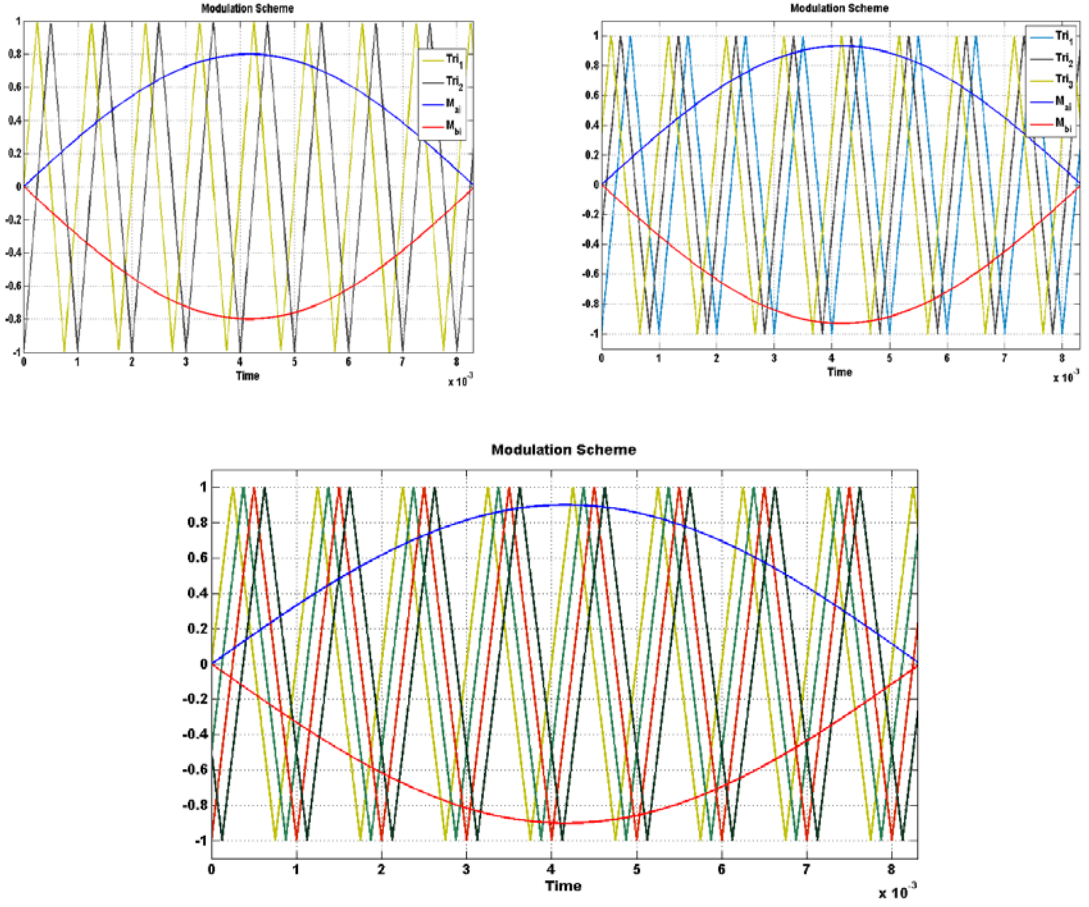 Modulation Scheme
1
0.8
0.6
0.4
0.2
0
-0.2
-0.4
-0.6
-0.8
-1
0 1 2 3 4 5 6 7 8
Time
x 10⁻³
Tri₁
Tri₂
Mₐᵢ
M_bi
Modulation Scheme
1
0.8
0.6
0.4
0.2
0
-0.2
-0.4
-0.6
-0.8
-1
0 1 2 3 4 5 6 7 8
Time
x 10⁻³
Tri₁
Tri₂
Tri₃
Mₐᵢ
M_bi
Modulation Scheme
1
0.8
0.6
0.4
0.2
0
-0.2
-0.4
-0.6
-0.8
-1
0 1 2 3 4 5 6 7 8
Time
x 10⁻³